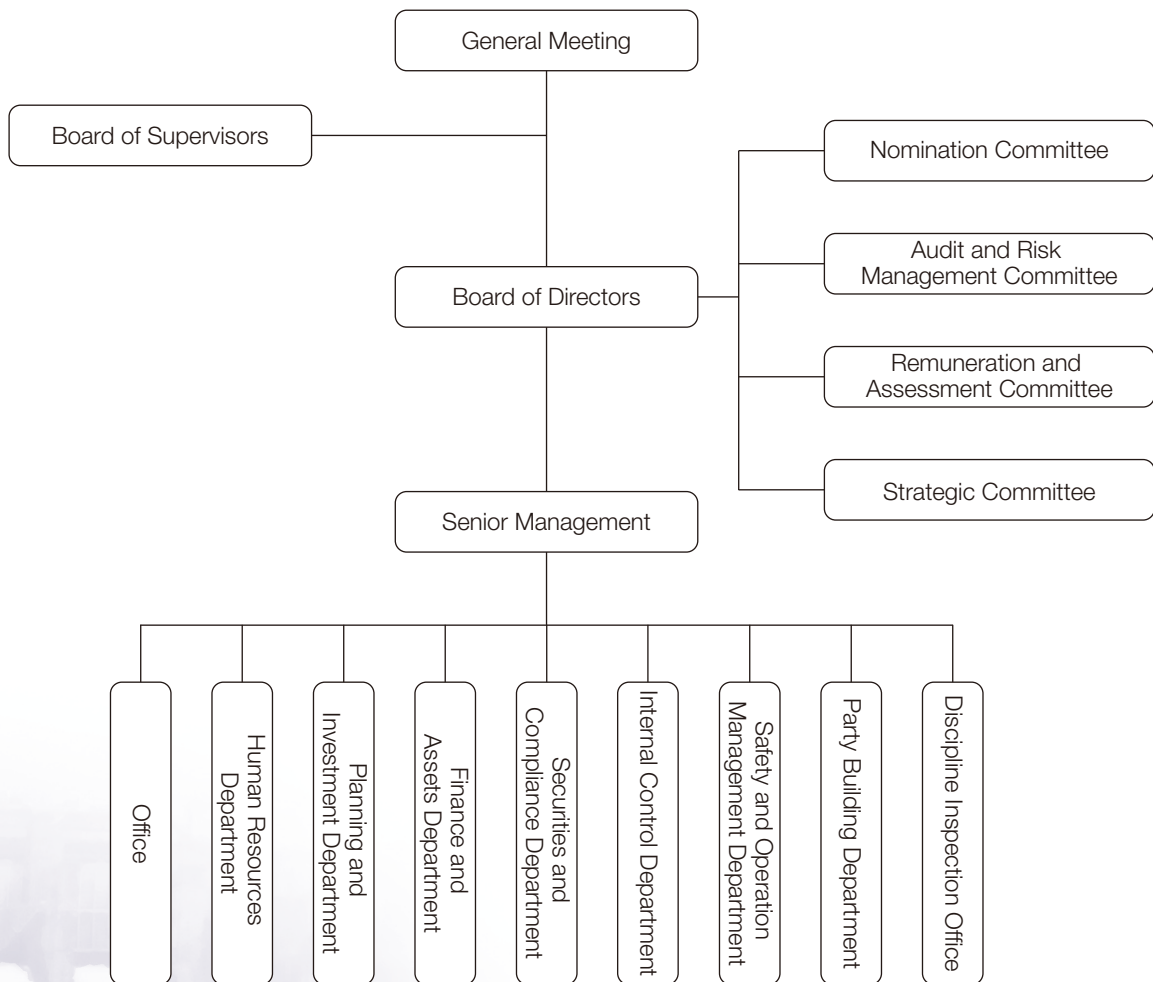 General Meeting
Board of Supervisors
Nomination Committee
Audit and Risk
Management Committee
Board of Directors
Remuneration and
Assessment Committee
Strategic Committee
Senior Management
Office
Human Resources
Department
Planning and
Investment Department
Finance and
Assets Department
Securities and
Compliance Department
Internal Control Department
Safety and Operation
Management Department
Party Building Department
Discipline Inspection Office